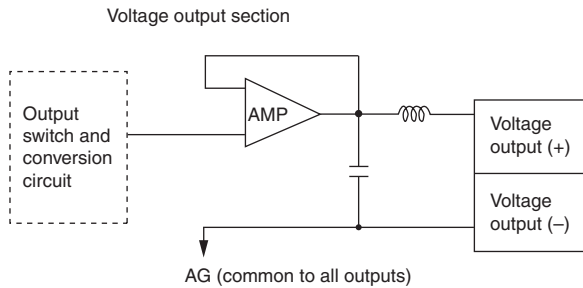 Voltage output section
Output
switch and
conversion
circuit
AMP
Voltage
output (+)
Voltage
output (–)
AG (common to all outputs)